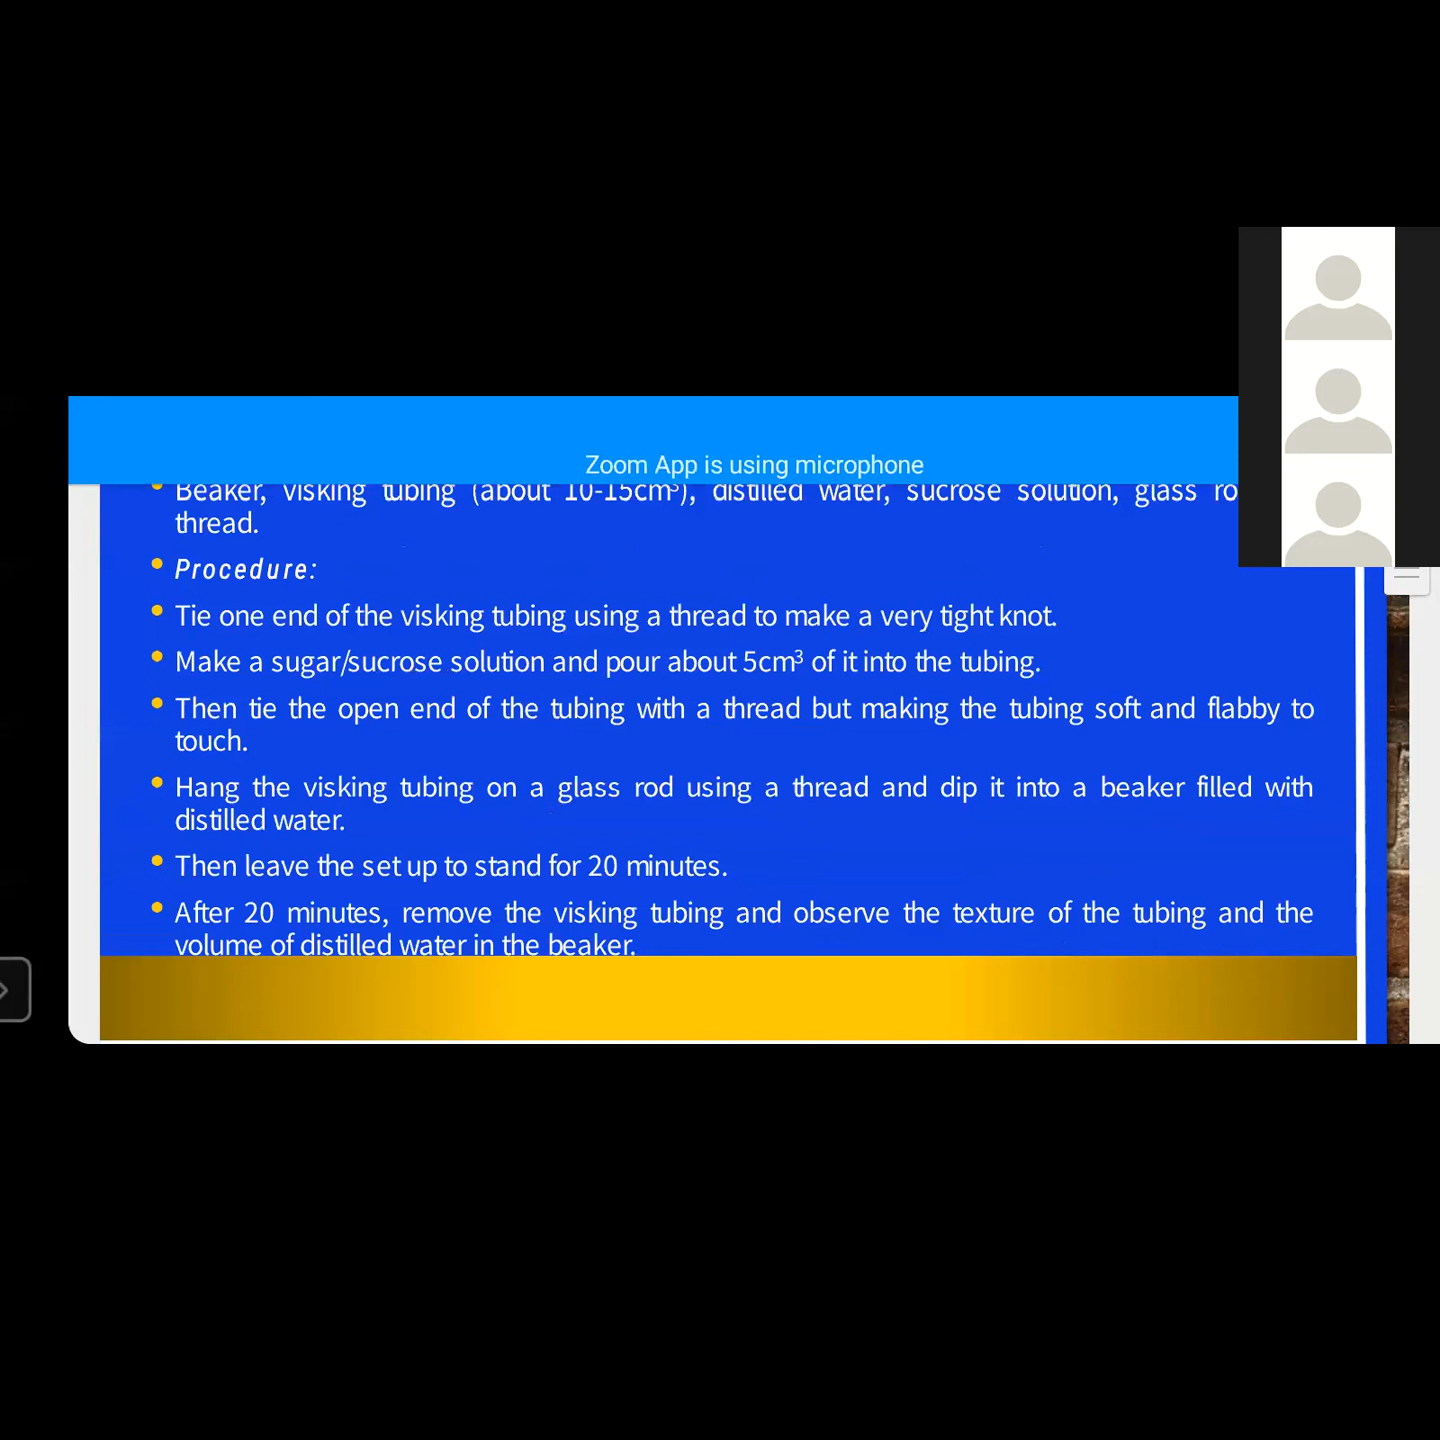 Zoom App is using microphone
Beaker, visking tubing (about 10-15cm³), distilled water, sucrose solution, glass
thread.
Procedure:
Tie one end of the visking tubing using a thread to make a very tight knot.
Make a sugar/sucrose solution and pour about 5cm³ of it into the tubing.
Then tie the open end of the tubing with a thread but making the tubing soft and flabby to
touch.
Hang the visking tubing on a glass rod using a thread and dip it into a beaker filled with
distilled water.
Then leave the set up to stand for 20 minutes.
After 20 minutes, remove the visking tubing and observe the texture of the tubing and the
volume of distilled water in the beaker.